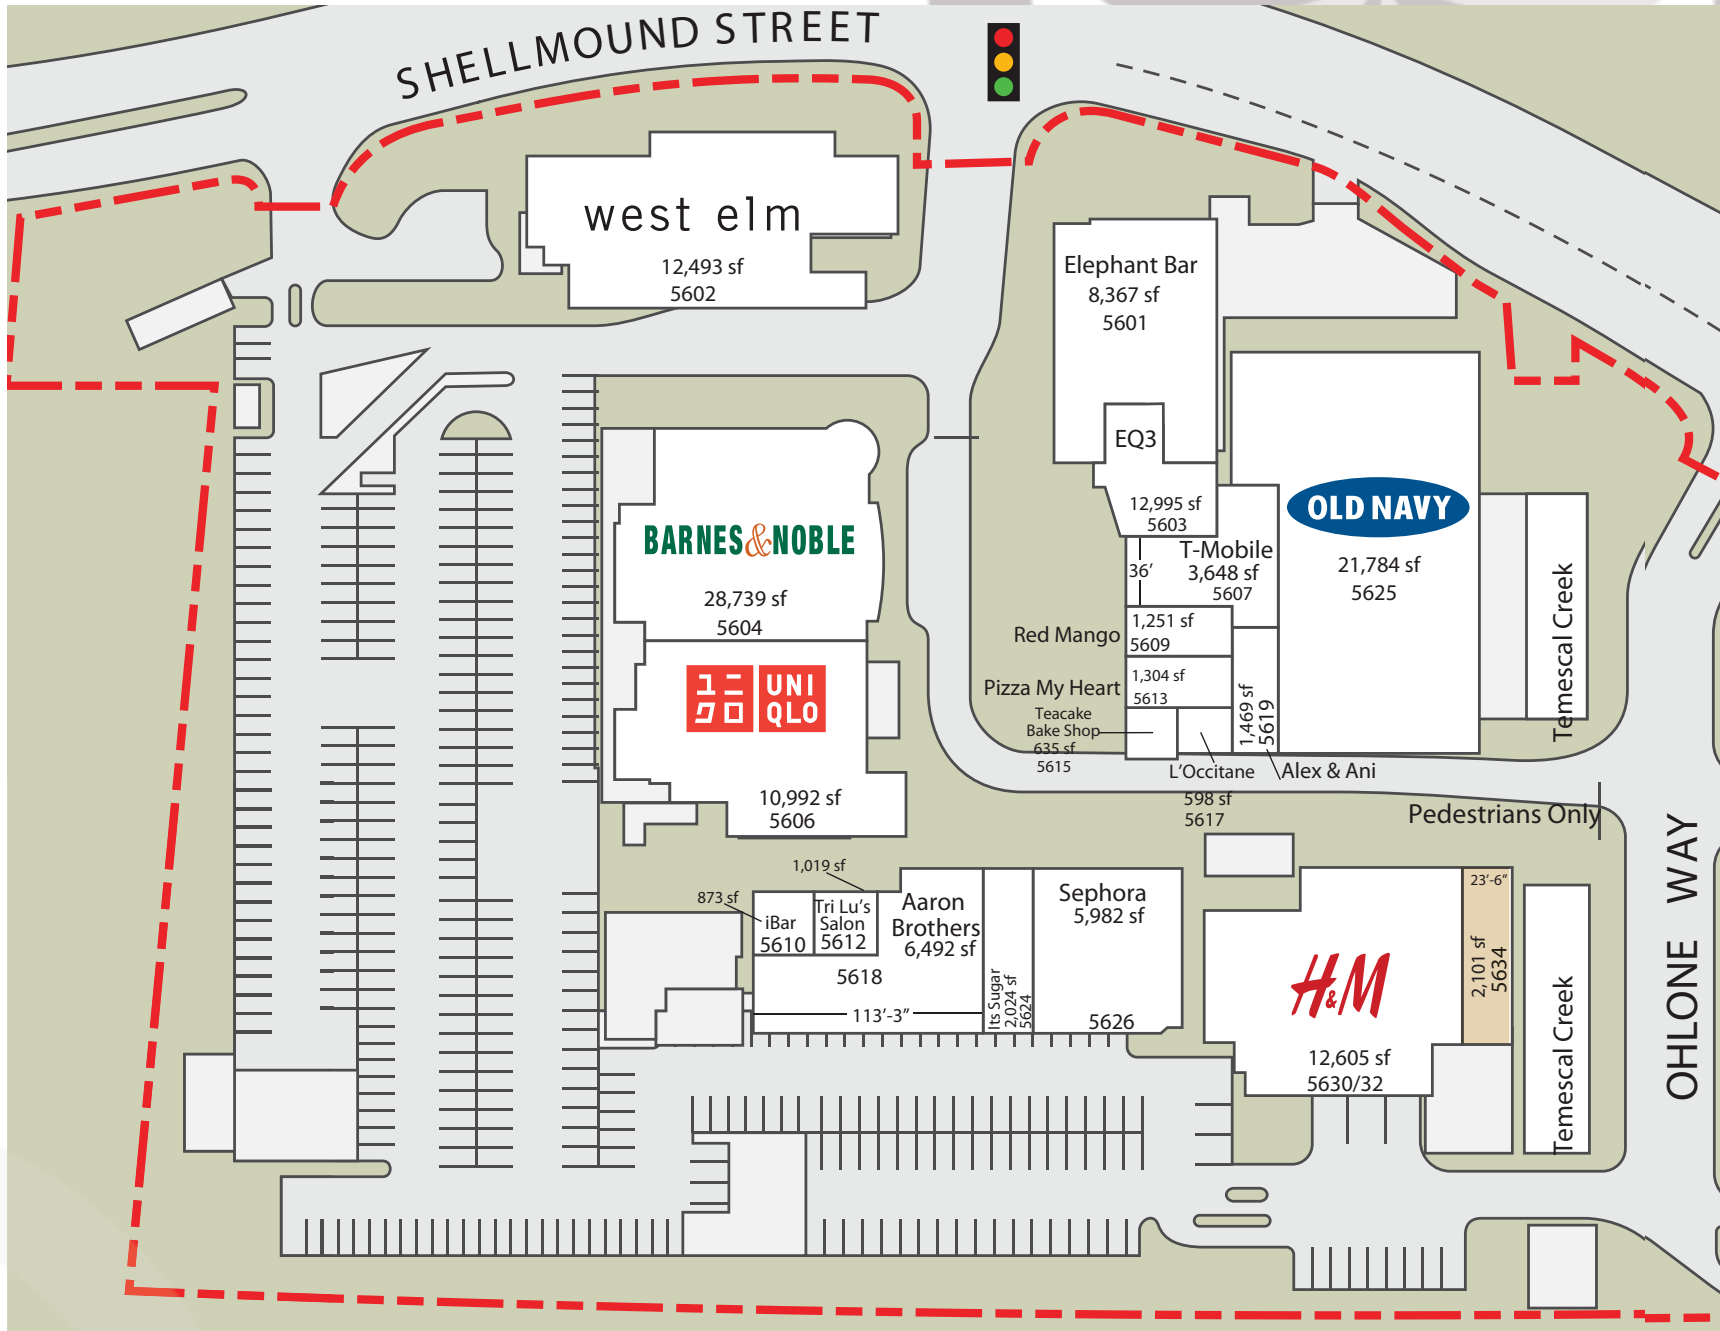 SHELLMOUND STREET
west elm
12,493 sf
5602
Elephant Bar
8,367 sf
5601
EQ3
12,995 sf
5603
OLD NAVY
21,784 sf
5625
T-Mobile
3,648 sf
5607
36’
BARNES&NOBLE
28,739 sf
5604
Red Mango
1,251 sf
5609
Pizza My Heart
1,304 sf
5613
Teacake
Bake Shop
635 sf
5615
1,469 sf
5619
L’Occitane
598 sf
5617
Alex & Ani
Temescal Creek
ユニ
クロ
UNI
QLO
10,992 sf
5606
Pedestrians Only
OHLONE WAY
1,019 sf
873 sf
iBar
5610
Tri Lu’s
Salon
5612
Aaron
Brothers
6,492 sf
5618
113’-3”
Its Sugar
2,024 sf
5624
Sephora
5,982 sf
5626
H&M
12,605 sf
5630/32
23’-6”
2,101 sf
5634
Temescal Creek